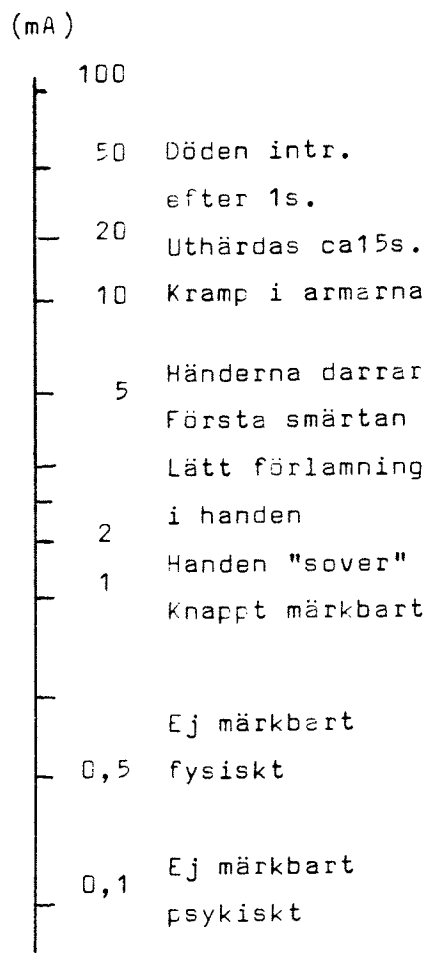 (mA)
100
50 Döden intr.
efter 1s.
20 Uthärdas ca15s.
10 Kramp i armarna
Händerna darrar
5
Första smärtan
Lätt förlamning
i handen
2
Handen "sover"
1
Knappt märkbart
Ej märkbart
0,5 fysiskt
Ej märkbart
0,1
psykiskt